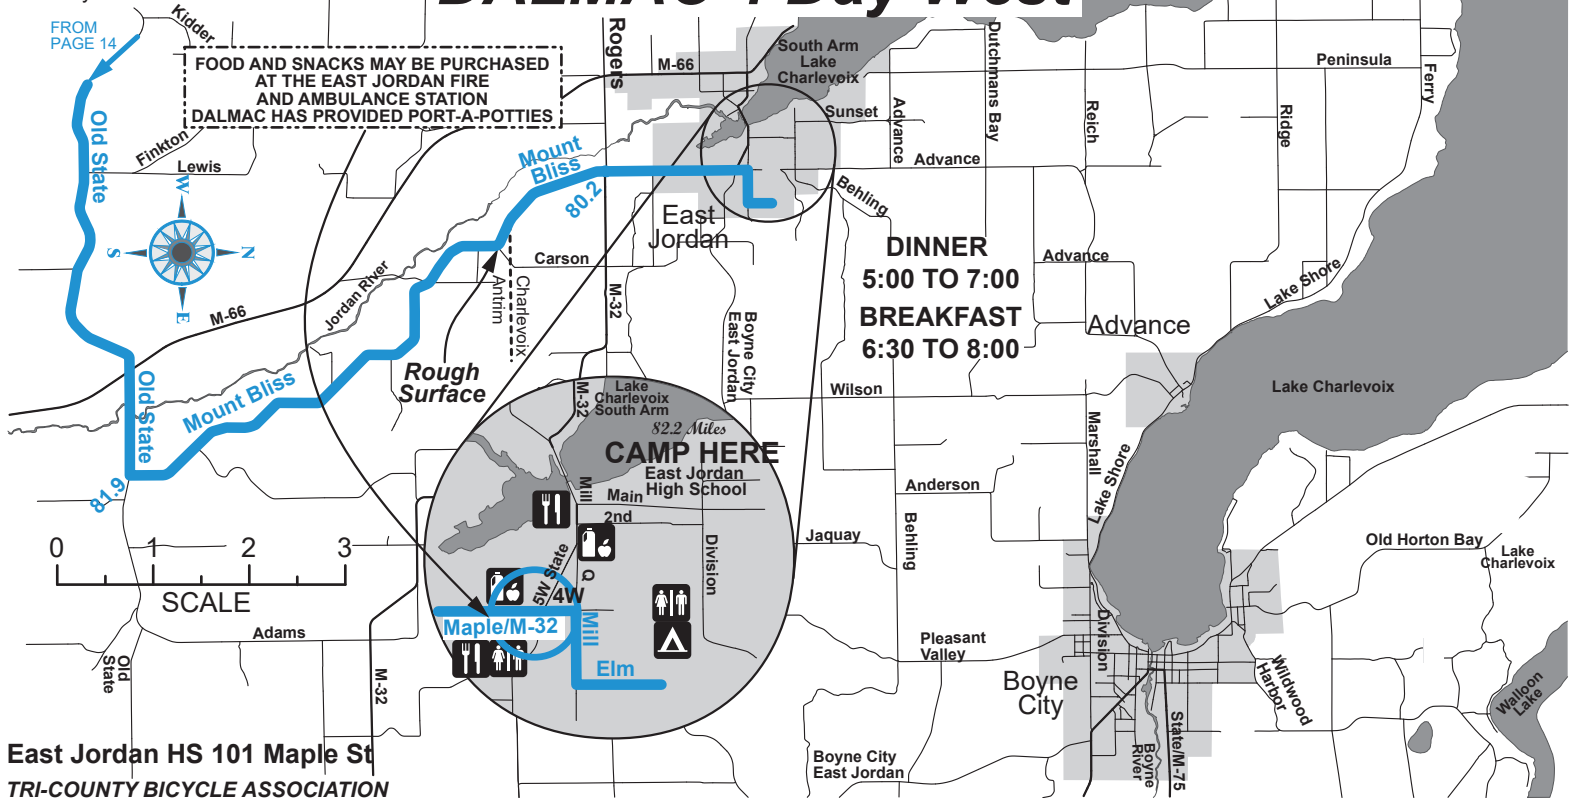 DALMAC 4 Day West
FROM
PAGE 14
Kidder
FOOD AND SNACKS MAY BE PURCHASED
AT THE EAST JORDAN FIRE
AND AMBULANCE STATION
DALMAC HAS PROVIDED PORT-A-POTTIES
Rogers
M-66
South Arm
Lake
Charlevoix
Sunset
Advance
Dutchmans Bay
Reich
Peninsula
Ridge
Ferry
Old State
Finkton
Lewis
Mount
Bliss
80.2
Advance
Behling
W
S
N
E
East
Jordan
DINNER
5:00 TO 7:00
BREAKFAST
6:30 TO 8:00
Carson
Antrim
Charlevoix
M-32
Jordan River
M-66
Boyne City
East Jordan
Advance
Lake Shore
Advance
Rough
Surface
Old State
Mount Bliss
81.9
Wilson
Lake Charlevoix
M-32
Lake
Charlevoix
South Arm
82.2 Miles
CAMP HERE
East Jordan
High School
Mill
Main
2nd
Division
5W State
Q
4W
Maple/M-32
Mill
Elm
Marshall
Lake Shore
Anderson
Behling
Jaquay
Old Horton Bay
Lake
Charlevoix
0 1 2 3
SCALE
Adams
Old
State
M-32
Pleasant
Valley
Division
Boyne
City
Wildwood
Harbor
Walloon
Lake
State/M-75
Boyne
River
Boyne City
East Jordan
East Jordan HS 101 Maple St
TRI-COUNTY BICYCLE ASSOCIATION